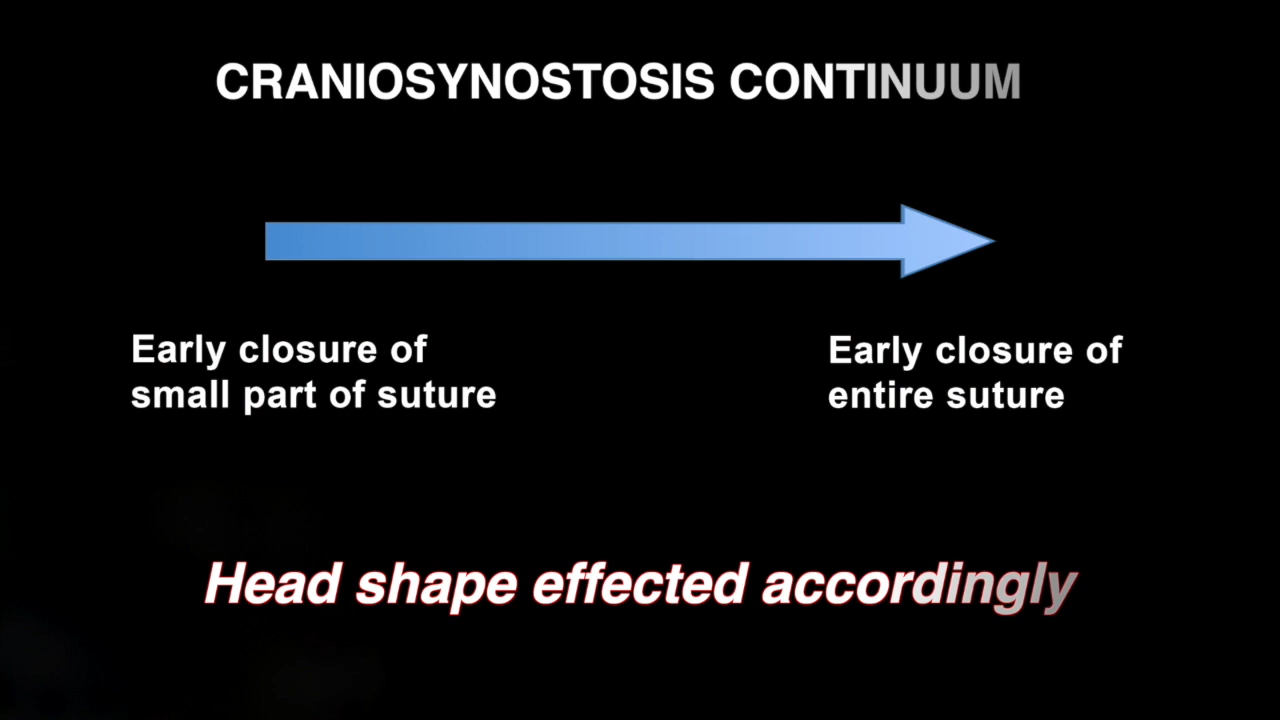 CRANIOSYNOSTOSIS CONTINUUM
Early closure of
small part of suture
Early closure of
entire suture
Head shape effected accordingly